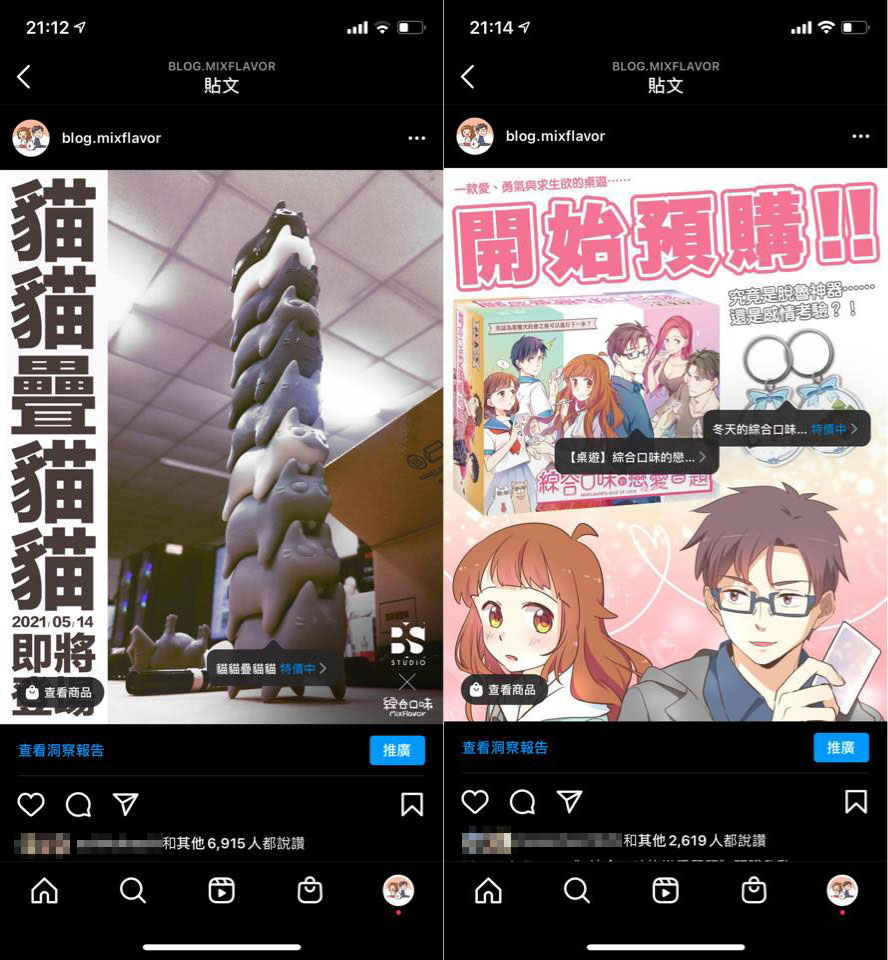 21:12
BLOG.MIXFLAVOR
貼文
blog.mixflavor
貓
貓
疊
貓
貓
2021/05/14
即將
登場
BS
STUDIO
綜合口味
MixFlavor
貓貓疊貓貓 特價中
查看商品
查看洞察報告
推廣
和其他 6,915 人都說讚
21:14
BLOG.MIXFLAVOR
貼文
blog.mixflavor
一款愛、勇氣與求生欲的桌遊……
開始預購!!
究竟是脫魯神器……
還是感情考驗?!
冬天的綜合口味... 特價中
【桌遊】綜合口味的戀...
綜合口味的戀愛百題
查看商品
查看洞察報告
推廣
和其他 2,619 人都說讚